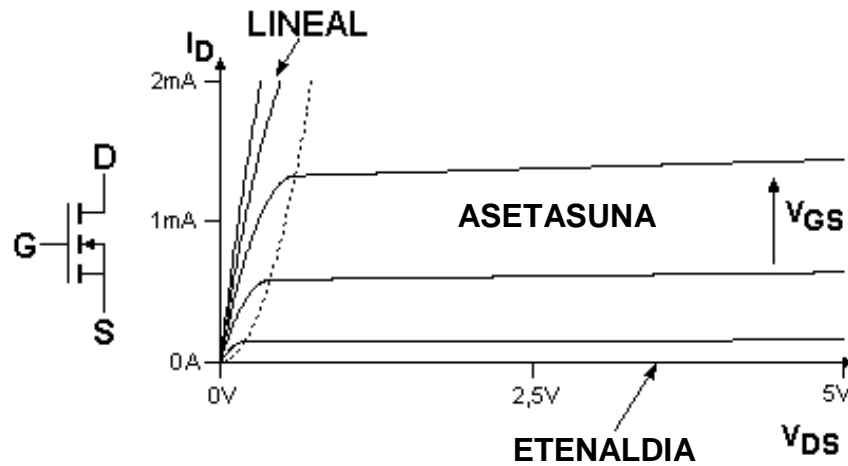 LINEAL
I_D
2mA
D
1mA
ASETASUNA
V_GS
G
S
0A
0V
2,5V
5V
ETENALDIA
V_DS